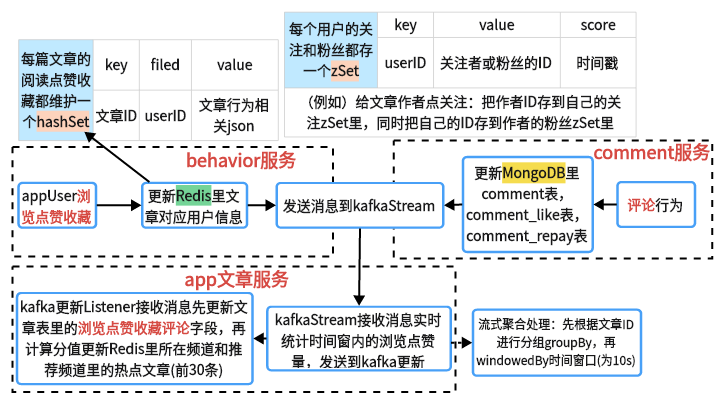 每篇文章的
阅读点赞收
藏都维护一
个hashSet
key
filed
value
文章ID
userID
文章行为相
关json
每个用户的关
注和粉丝都存
一个zSet
key
value
score
userID
关注者或粉丝的ID
时间戳
（例如）给文章作者点关注：把作者ID存到自己的关
注zSet里，同时把自己的ID存到作者的粉丝zSet里
behavior服务
appUser浏
览点赞收藏
更新Redis里文
章对应用户信息
发送消息到kafkaStream
comment服务
更新MongoDB里
comment表，
comment_like表，
comment_repay表
评论行为
app文章服务
kafka更新Listener接收消息先更新文
章表里的浏览点赞收藏评论字段，再
计算分值更新Redis里所在频道和推
荐频道里的热点文章(前30条)
kafkaStream接收消息实时
统计时间窗内的浏览点赞
量，发送到kafka更新
流式聚合处理：先根据文章ID
进行分组groupBy，再
windowedBy时间窗口(为10s)